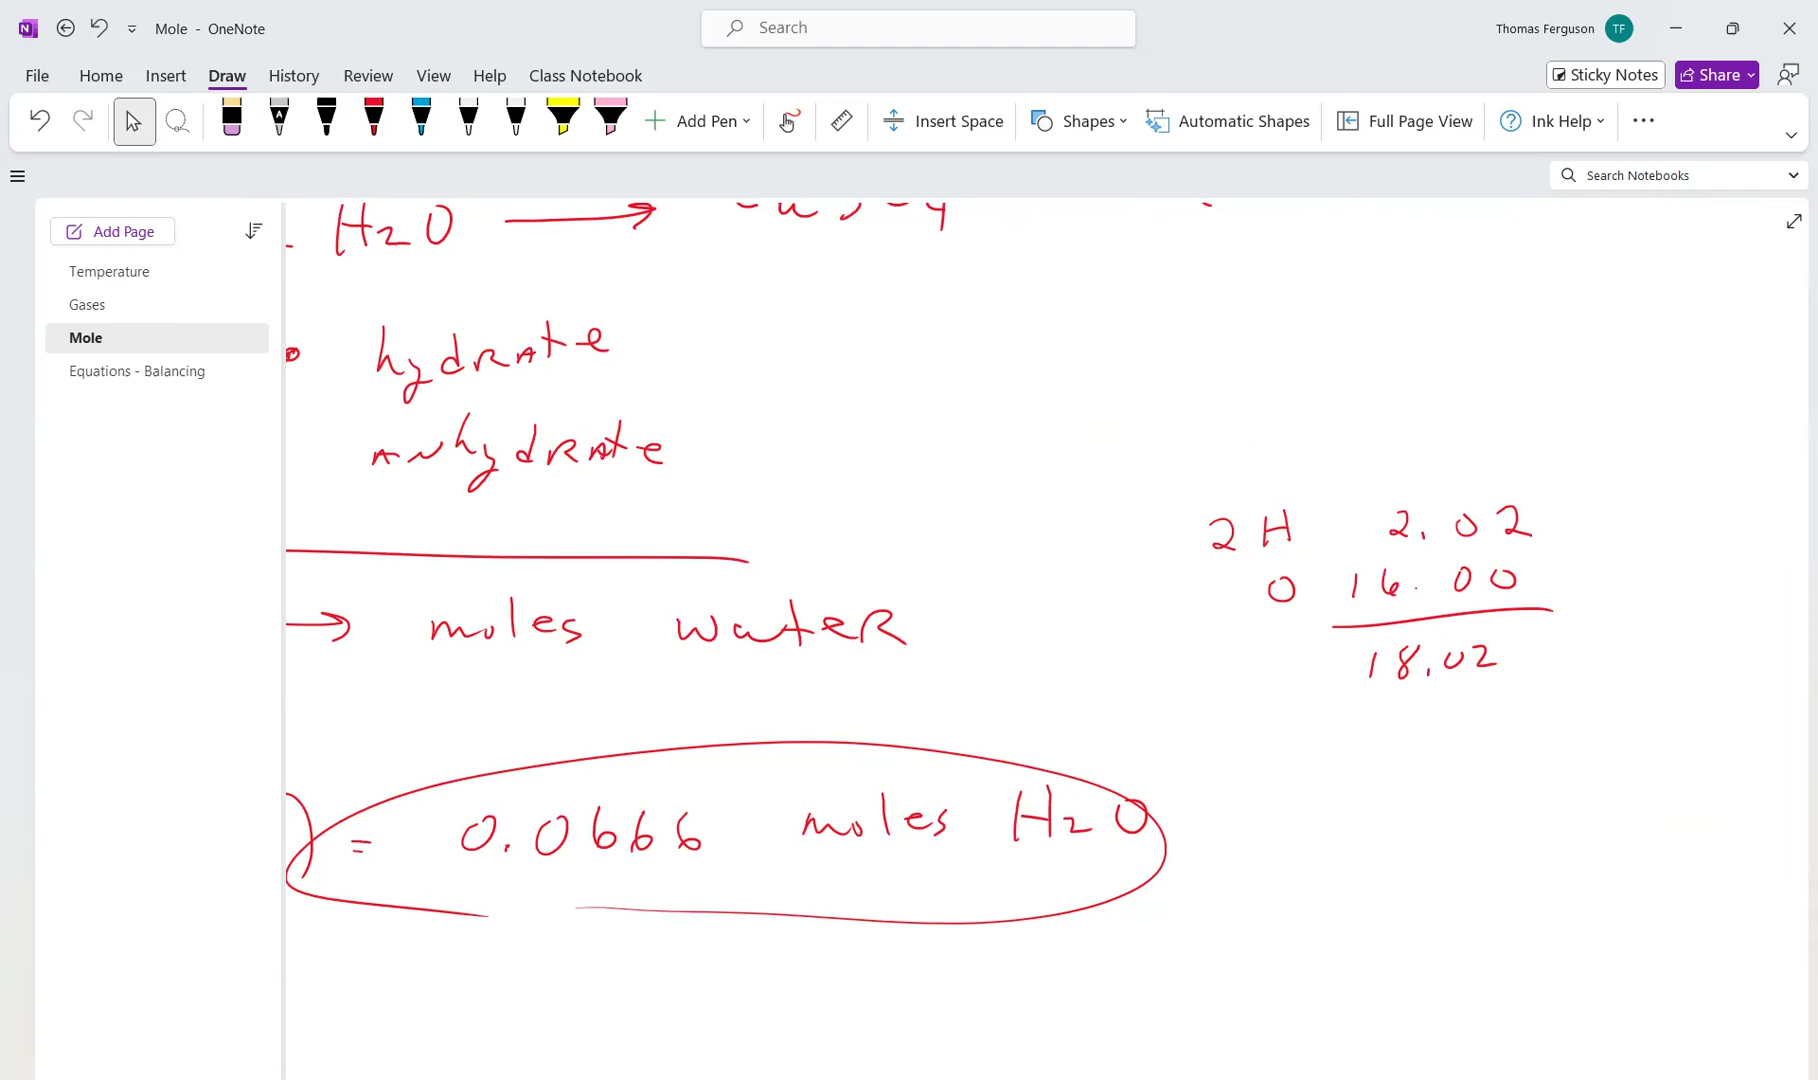 Mole - OneNote
Search
Thomas Ferguson TF
File Home Insert Draw History Review View Help Class Notebook
Sticky Notes Share
Add Pen Insert Space Shapes Automatic Shapes Full Page View Ink Help
Search Notebooks
Add Page
Temperature
Gases
Mole
Equations - Balancing
H2O →
hydrate
anhydrate
2 H 2.02
O 16.00
18.02
→ moles water
) = 0.0666 moles H2O